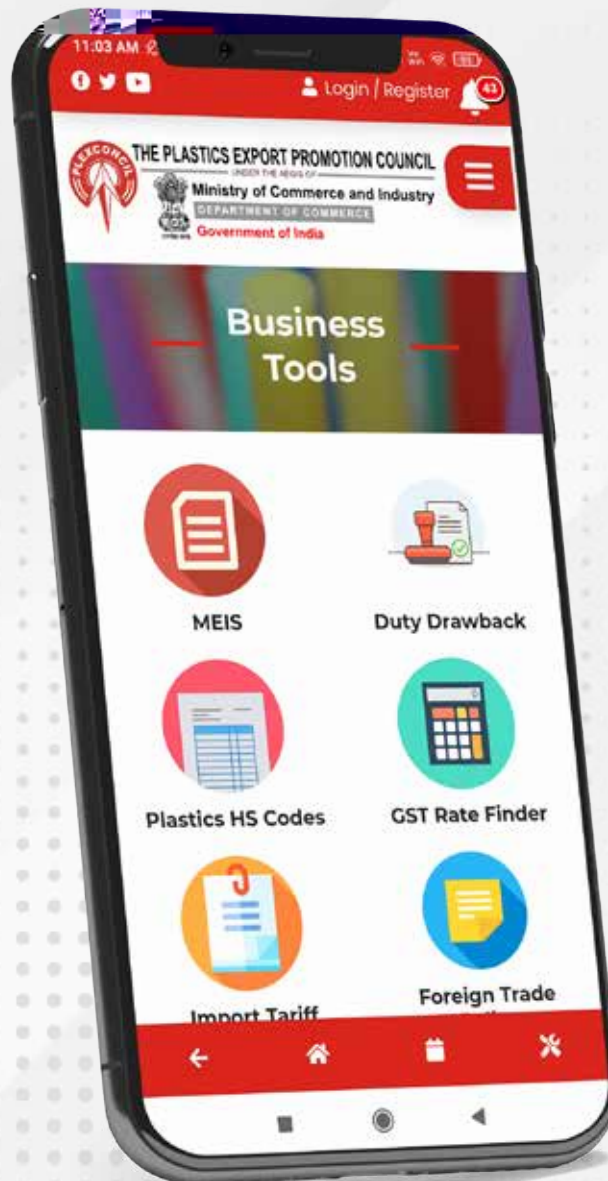 11:03 AM
Login / Register
43
PLEXCONCIL
THE PLASTICS EXPORT PROMOTION COUNCIL
UNDER THE AEGIS OF
Ministry of Commerce and Industry
DEPARTMENT OF COMMERCE
Government of India
Business
Tools
MEIS
Duty Drawback
Plastics HS Codes
GST Rate Finder
Import Tariff
Foreign Trade